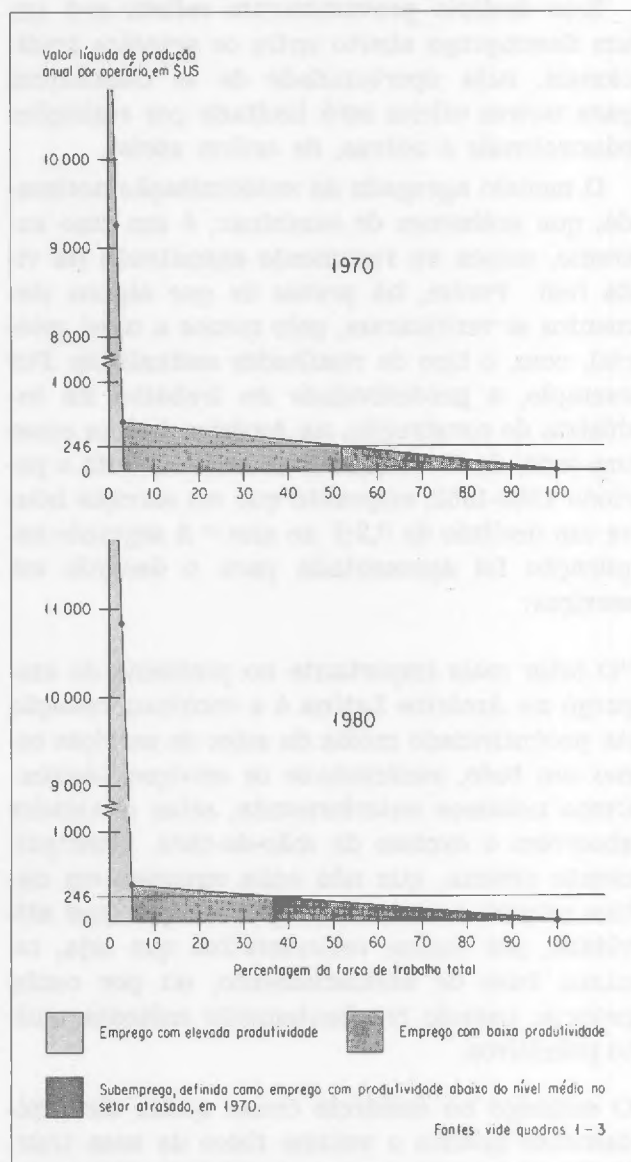 Valor líquido de produção
anual por operário, em $US
10 000
9 000
8 000
1 000
246
0
1970
0 10 20 30 40 50 60 70 80 90 100
11 000
10 000
9 000
1 000
246
0
1980
0 10 20 30 40 50 60 70 80 90 100
Percentagem da força de trabalho total
Emprego com elevada produtividade
Emprego com baixa produtividade
Subemprego, definido como emprego com produtividade abaixo do nível médio no
setor atrasado, em 1970.
Fontes: vide quadros 1 – 3